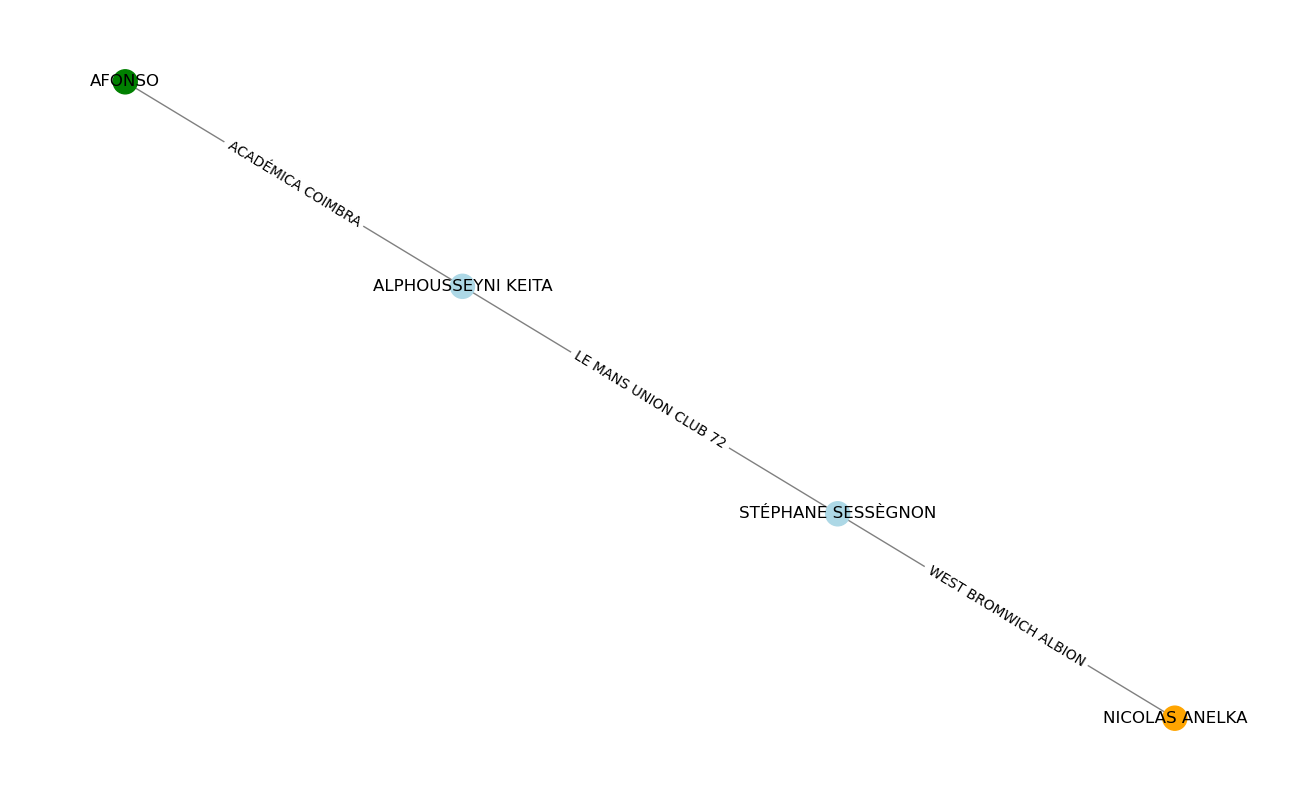 AFONSO
ACADÉMICA COIMBRA
ALPHOUSSEYNI KEITA
LE MANS UNION CLUB 72
STÉPHANE SESSÈGNON
WEST BROMWICH ALBION
NICOLAS ANELKA